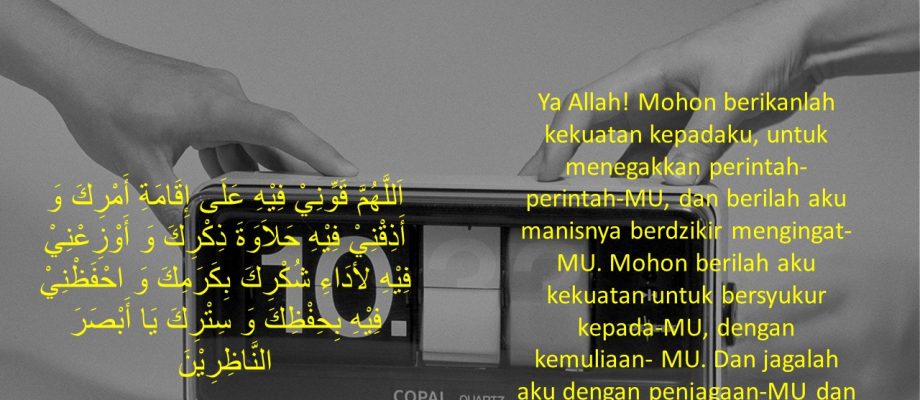 اَللَّهُمَّ قَوِّنِيْ فِيْهِ عَلَى إِقَامَةِ أَمْرِكَ وَ
أَذِقْنِيْ فِيْهِ حَلاَوَةَ ذِكْرِكَ وَ أَوْزِعْنِيْ
فِيْهِ لأدَاءِ شُكْرِكَ بِكَرَمِكَ وَ احْفَظْنِيْ
فِيْهِ بِحِفْظِكَ وَ سِتْرِكَ يَا أَبْصَرَ
النَّاظِرِيْنَ
Ya Allah! Mohon berikanlah
kekuatan kepadaku, untuk
menegakkan perintah-
perintah-MU, dan berilah aku
manisnya berdzikir mengingat-
MU. Mohon berilah aku
kekuatan untuk bersyukur
kepada-MU, dengan
kemuliaan- MU. Dan jagalah
aku dengan penjagaan-MU dan
10.
COPAL QUARTZ